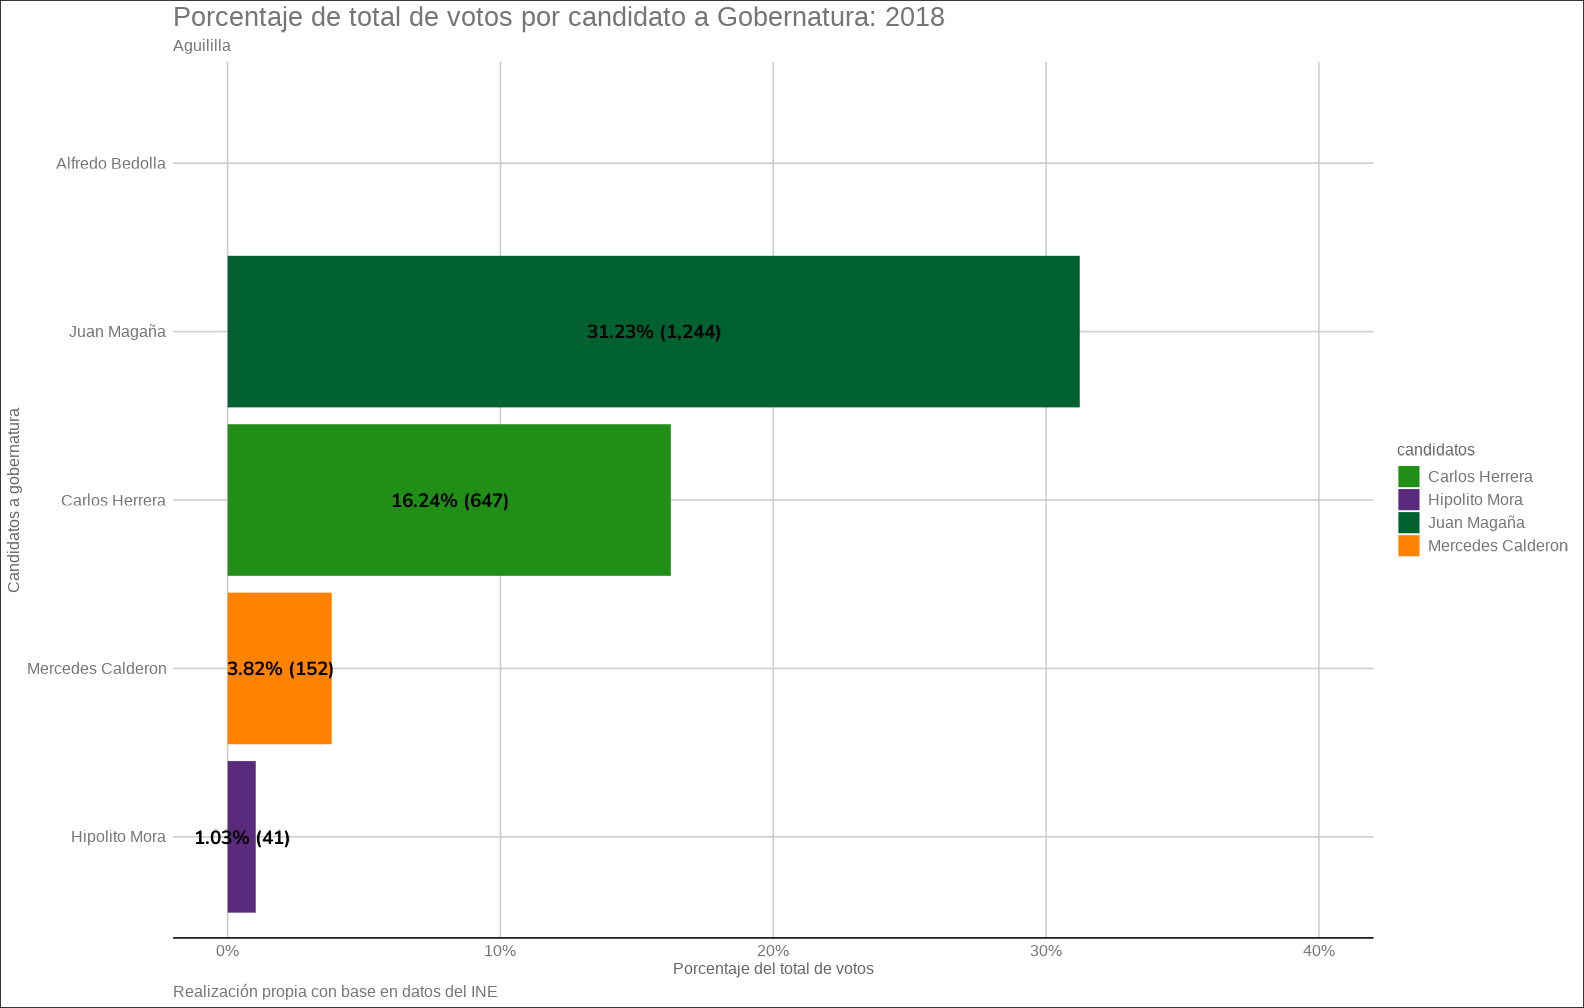 Porcentaje de total de votos por candidato a Gobernatura: 2018
Aguililla
Candidatos a gobernatura
Alfredo Bedolla
Juan Magaña
31.23% (1,244)
Carlos Herrera
16.24% (647)
Mercedes Calderon
3.82% (152)
Hipolito Mora
1.03% (41)
0%
10%
20%
30%
40%
Porcentaje del total de votos
candidatos
Carlos Herrera
Hipolito Mora
Juan Magaña
Mercedes Calderon
Realización propia con base en datos del INE